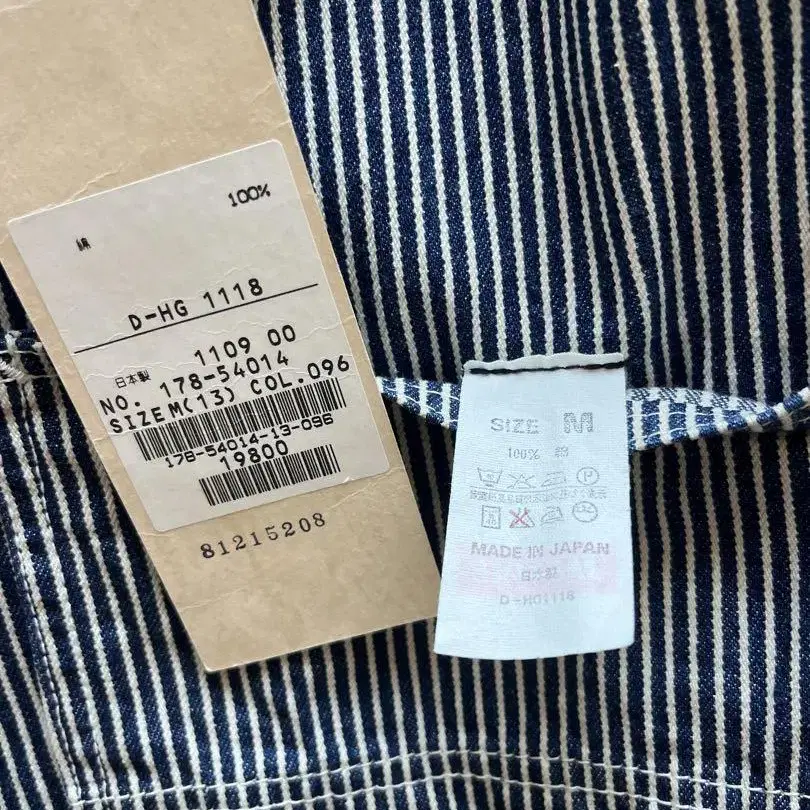 100%
綿
D-HG 1118
1109 00
日本製
NO. 178-54014
SIZE M(13) COL.096
178-54014-13-096
19800
81215208
SIZE M
綿 100%
MADE IN JAPAN
日本製
D-HG1118